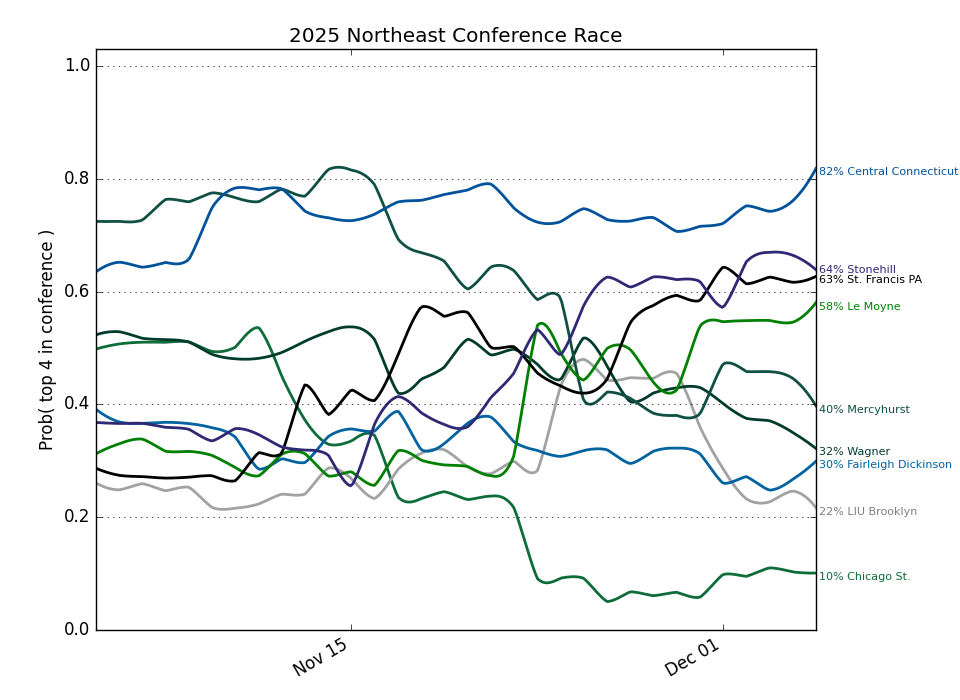 2025 Northeast Conference Race
Prob( top 4 in conference )
1.0
0.8
0.6
0.4
0.2
0.0
Nov 15
Dec 01
82% Central Connecticut
64% Stonehill
63% St. Francis PA
58% Le Moyne
40% Mercyhurst
32% Wagner
30% Fairleigh Dickinson
22% LIU Brooklyn
10% Chicago St.